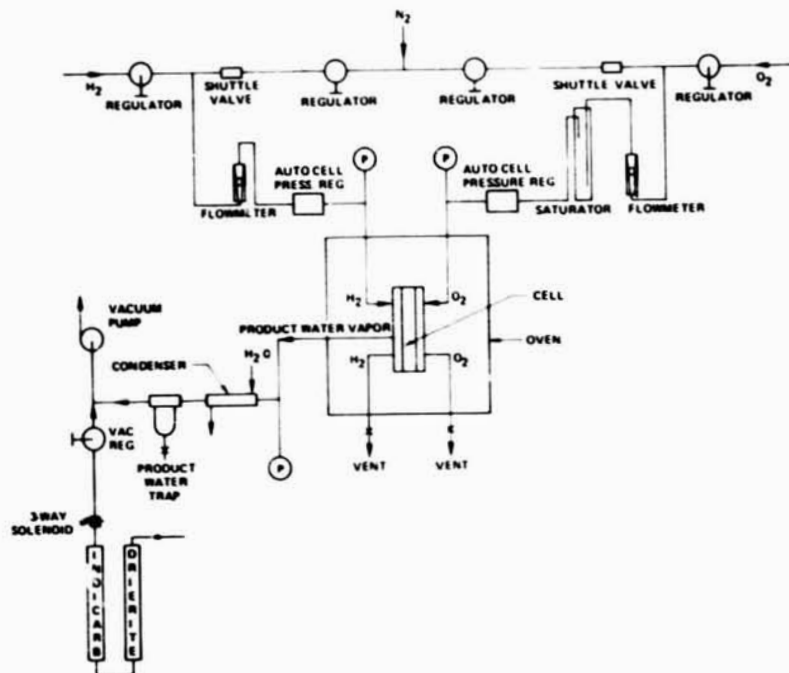 N2
H2
REGULATOR
SHUTTLE
VALVE
REGULATOR
REGULATOR
SHUTTLE VALVE
REGULATOR
O2
P
P
AUTO CELL
PRESS REG
AUTO CELL
PRESSURE REG
FLOWMETER
SATURATOR
FLOWMETER
H2
O2
CELL
VACUUM
PUMP
PRODUCT WATER VAPOR
OVEN
H2O
H2
O2
CONDENSER
VAC
REG
P
VENT
VENT
PRODUCT
WATER
TRAP
3-WAY
SOLENOID
INDICARB
DRIERITE